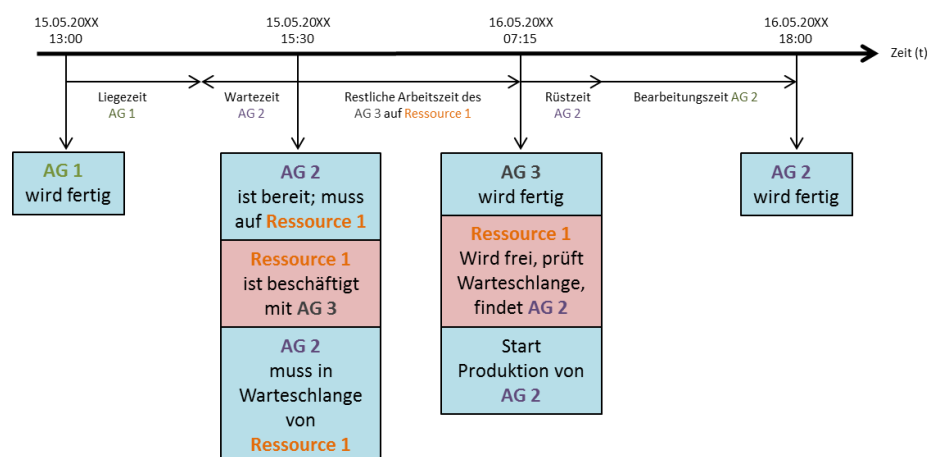 15.05.20XX
13:00
15.05.20XX
15:30
16.05.20XX
07:15
16.05.20XX
18:00
Zeit (t)
Liegezeit
AG 1
Wartezeit
AG 2
Restliche Arbeitszeit des
AG 3 auf Ressource 1
Rüstzeit
AG 2
Bearbeitungszeit AG 2
AG 1
wird fertig
AG 2
ist bereit; muss
auf Ressource 1
Ressource 1
ist beschäftigt
mit AG 3
AG 2
muss in
Warteschlange
von
Ressource 1
AG 3
wird fertig
Ressource 1
Wird frei, prüft
Warteschlange,
findet AG 2
Start
Produktion von
AG 2
AG 2
wird fertig